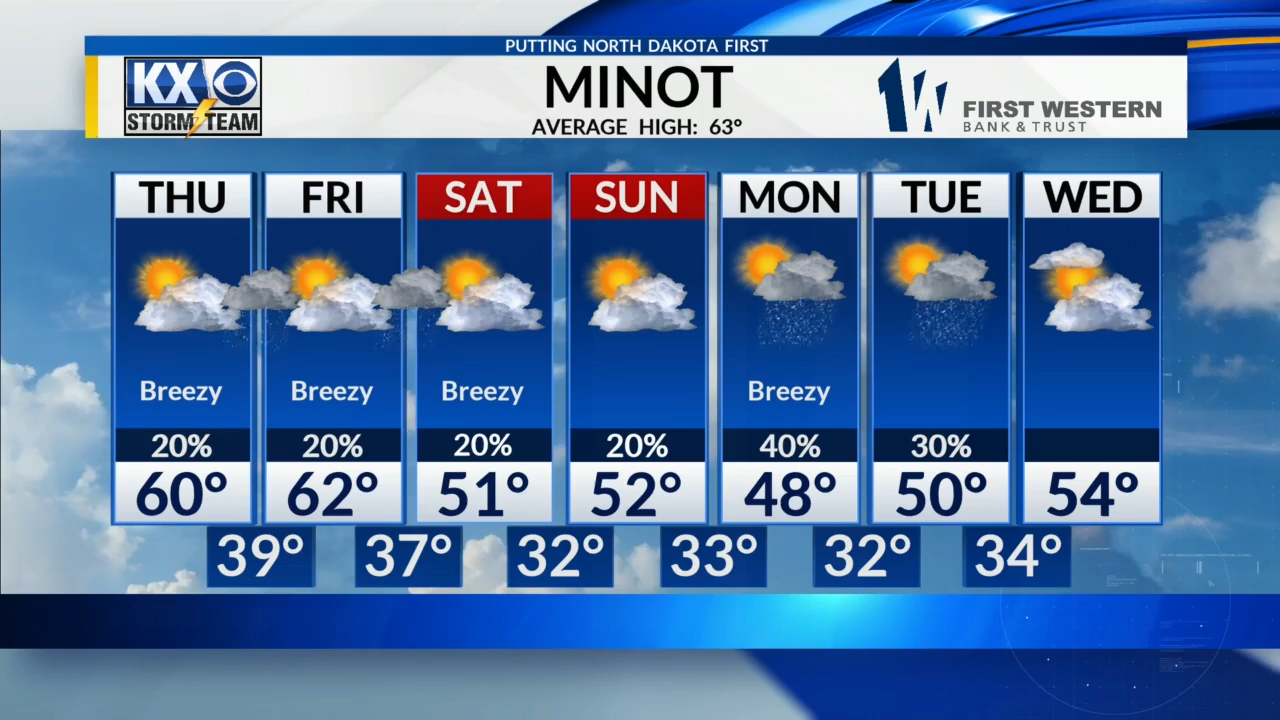 PUTTING NORTH DAKOTA FIRST
KX
STORM TEAM
MINOT
AVERAGE HIGH: 63°
1W
FIRST WESTERN
BANK & TRUST
THU FRI SAT SUN MON TUE WED
Breezy Breezy Breezy Breezy
20% 20% 20% 20% 40% 30%
60° 62° 51° 52° 48° 50° 54°
39° 37° 32° 33° 32° 34°